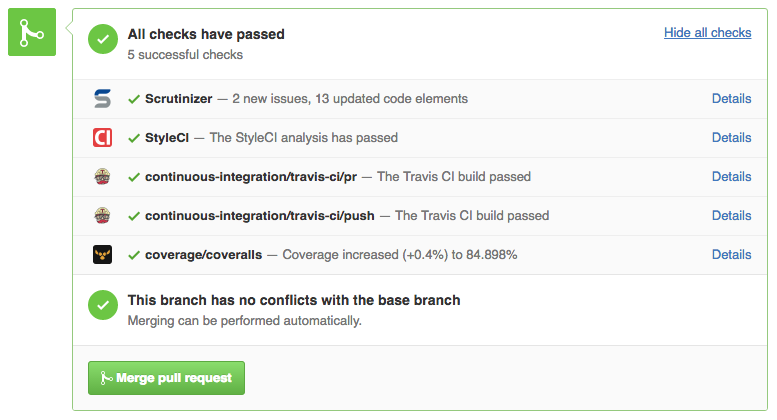 All checks have passed
Hide all checks
5 successful checks
Scrutinizer — 2 new issues, 13 updated code elements
Details
StyleCI — The StyleCI analysis has passed
Details
continuous-integration/travis-ci/pr — The Travis CI build passed
Details
continuous-integration/travis-ci/push — The Travis CI build passed
Details
coverage/coveralls — Coverage increased (+0.4%) to 84.898%
Details
This branch has no conflicts with the base branch
Merging can be performed automatically.
Merge pull request